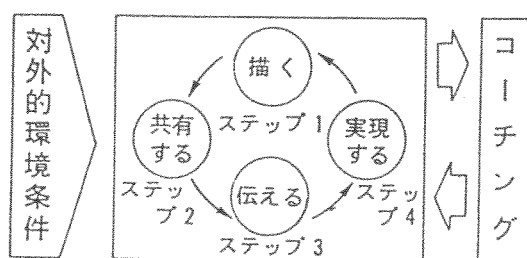 対外的環境条件
描く
ステップ1
共有
する
ステッ
プ2
伝える
ステップ3
実現
する
ステッ
プ4
コーチング